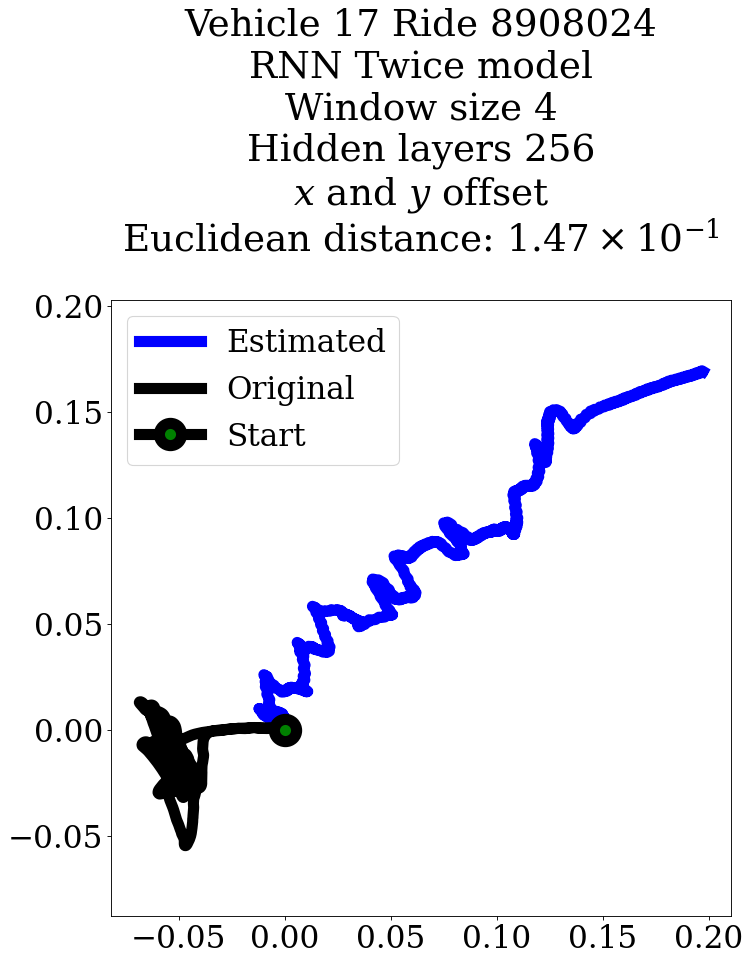 Vehicle 17 Ride 8908024
RNN Twice model
Window size 4
Hidden layers 256
x and y offset
Euclidean distance: 1.47 × 10⁻¹
0.20
0.15
0.10
0.05
0.00
−0.05
Estimated
Original
Start
−0.05 0.00 0.05 0.10 0.15 0.20